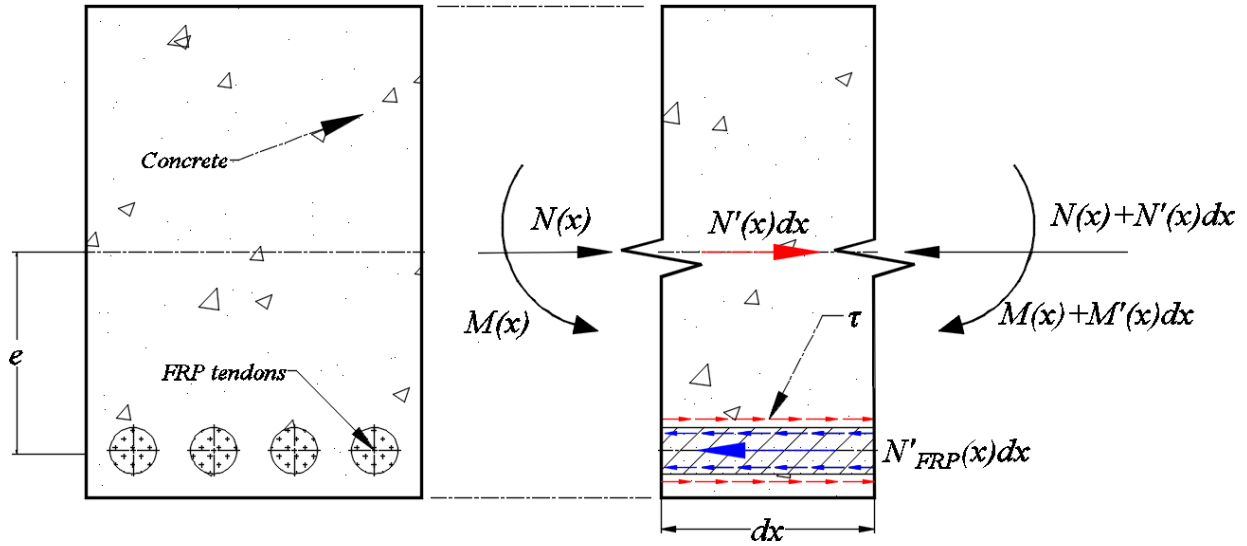 Concrete
e
FRP tendons
N(x)
M(x)
N'(x)dx
N(x)+N'(x)dx
M(x)+M'(x)dx
τ
N'FRP(x)dx
dx